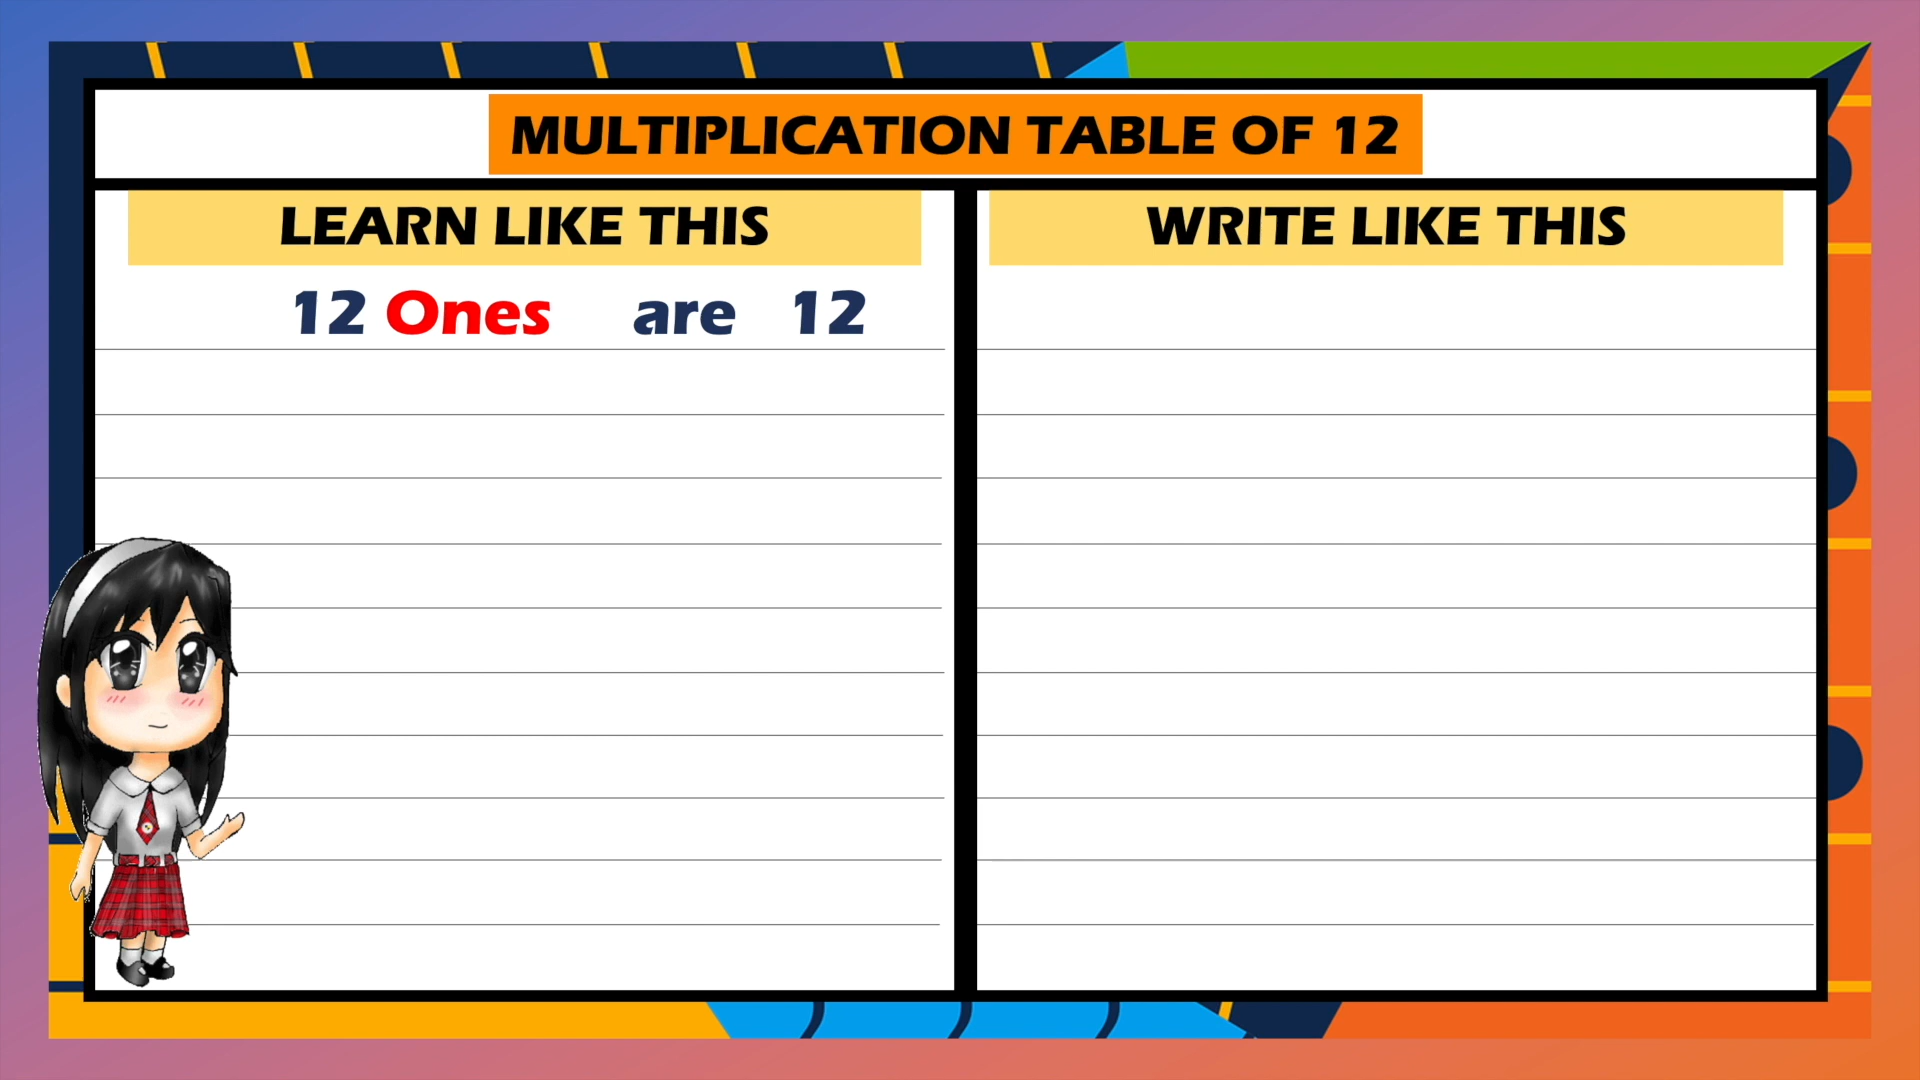 MULTIPLICATION TABLE OF 12
LEARN LIKE THIS
12 Ones are 12
WRITE LIKE THIS